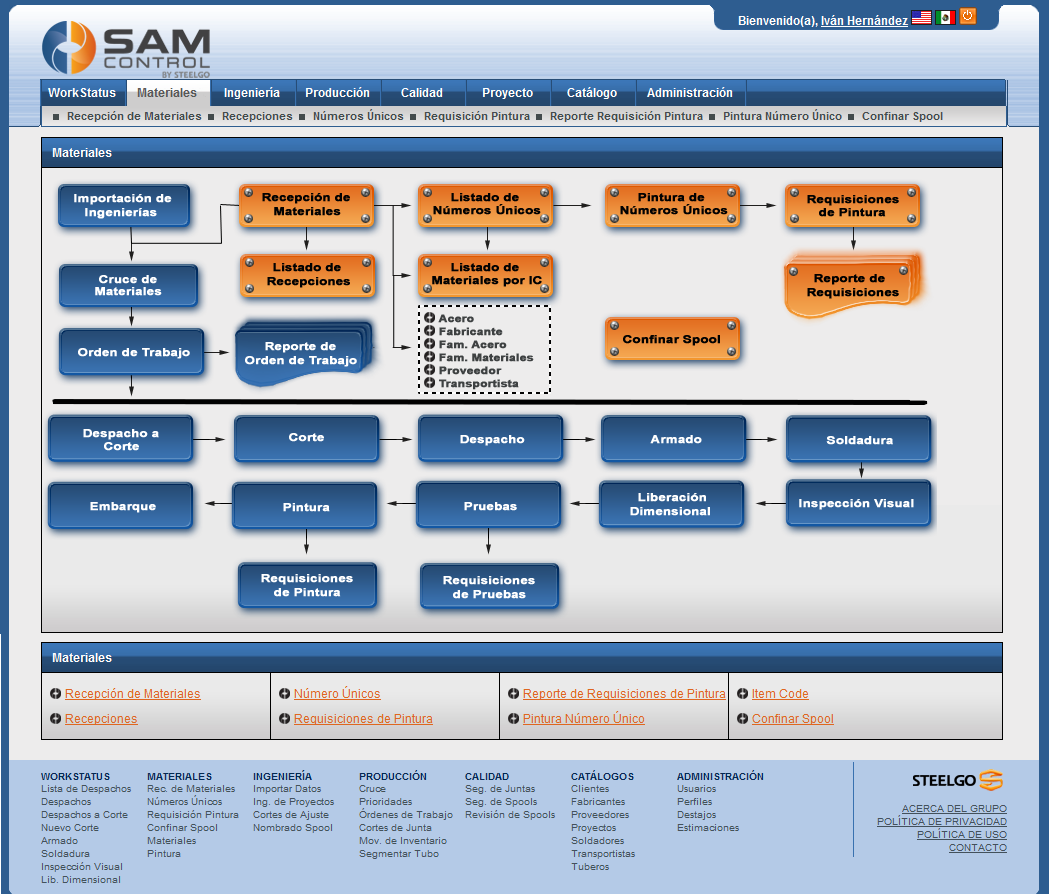 Bienvenido(a), Iván Hernández
SAM
CONTROL
BY STEELGO
WorkStatus Materiales Ingeniería Producción Calidad Proyecto Catálogo Administración
Recepción de Materiales Recepciones Números Únicos Requisición Pintura Reporte Requisición Pintura Pintura Número Único Confinar Spool
Materiales
Importación de
Ingenierías
Recepción de
Materiales
Listado de
Números Únicos
Pintura de
Números Únicos
Requisiciones
de Pintura
Cruce de
Materiales
Listado de
Recepciones
Listado de
Materiales por IC
Reporte de
Requisiciones
Orden de Trabajo
Reporte de
Orden de Trabajo
Acero
Fabricante
Fam. Acero
Fam. Materiales
Proveedor
Transportista
Confinar Spool
Despacho a
Corte
Corte
Despacho
Armado
Soldadura
Embarque
Pintura
Pruebas
Liberación
Dimensional
Inspección Visual
Requisiciones
de Pintura
Requisiciones
de Pruebas
Materiales
Recepción de Materiales
Recepciones
Número Únicos
Requisiciones de Pintura
Reporte de Requisiciones de Pintura
Pintura Número Único
Item Code
Confinar Spool
WORKSTATUS
Lista de Despachos
Despachos
Despachos a Corte
Nuevo Corte
Armado
Soldadura
Inspección Visual
Lib. Dimensional
MATERIALES
Rec. de Materiales
Números Únicos
Requisición Pintura
Confinar Spool
Materiales
Pintura
INGENIERÍA
Importar Datos
Ing. de Proyectos
Cortes de Ajuste
Nombrado Spool
PRODUCCIÓN
Cruce
Prioridades
Órdenes de Trabajo
Cortes de Junta
Mov. de Inventario
Segmentar Tubo
CALIDAD
Seg. de Juntas
Seg. de Spools
Revisión de Spools
CATÁLOGOS
Clientes
Fabricantes
Proveedores
Proyectos
Soldadores
Transportistas
Tuberos
ADMINISTRACIÓN
Usuarios
Perfiles
Destajos
Estimaciones
STEELGO
ACERCA DEL GRUPO
POLÍTICA DE PRIVACIDAD
POLÍTICA DE USO
CONTACTO